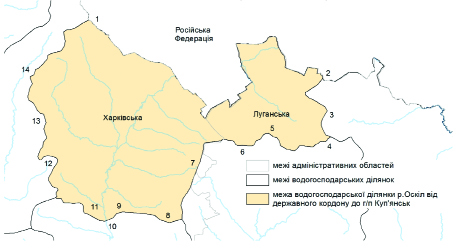 1
Російська
Федерація
2
14
3
Харківська
Луганська
13
5
4
6
12
7
межі адміністративних областей
межі водогосподарських ділянок
межа водогосподарської ділянки р.Оскіл від
державного кордону до г/п Куп'янськ
11
9
8
10